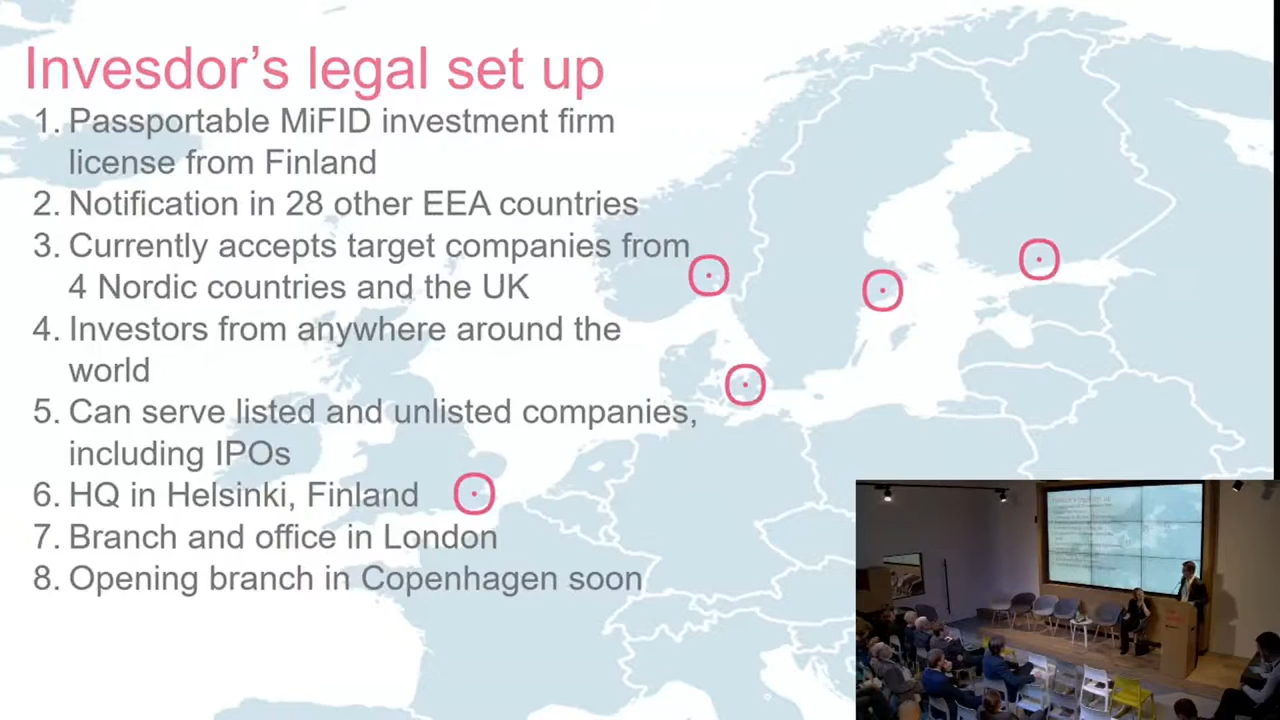 Invesdor's legal set up
1. Passportable MiFID investment firm
license from Finland
2. Notification in 28 other EEA countries
3. Currently accepts target companies from
4 Nordic countries and the UK
4. Investors from anywhere around the
world
5. Can serve listed and unlisted companies,
including IPOs
6. HQ in Helsinki, Finland
7. Branch and office in London
8. Opening branch in Copenhagen soon